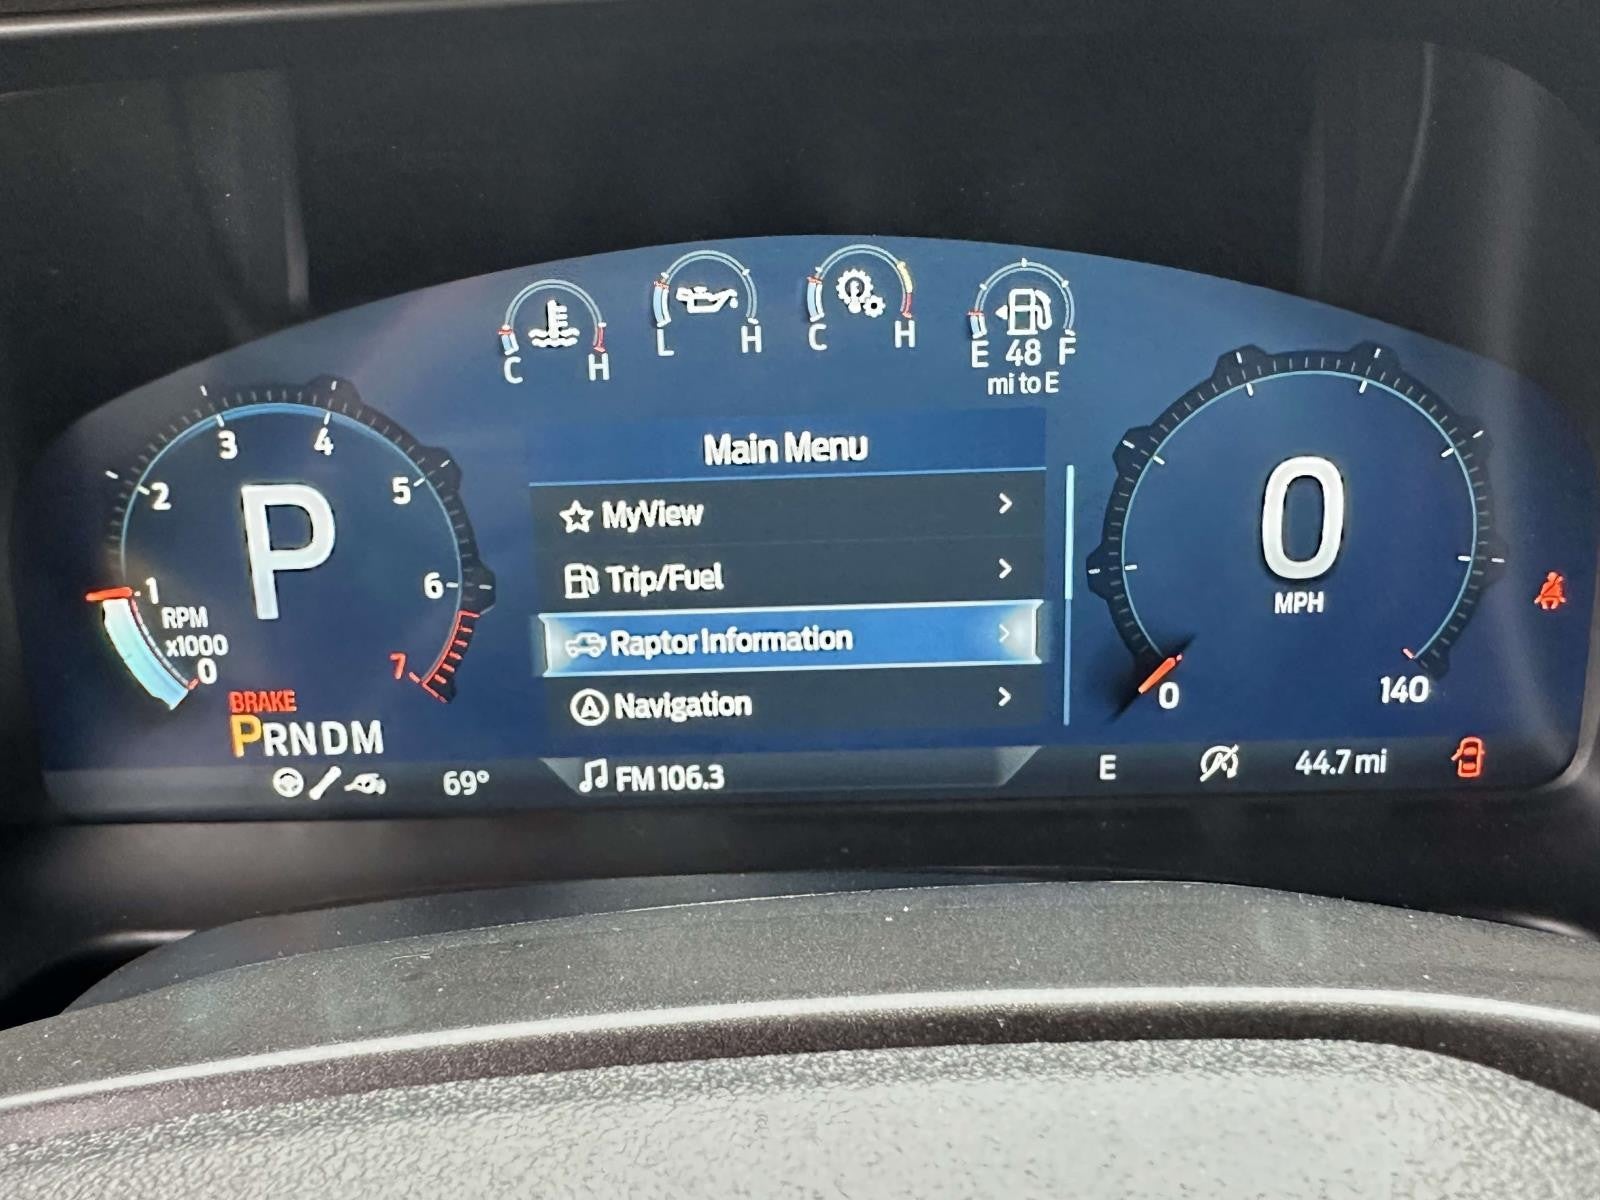 C H
L H
C H
E 48 F
mi to E
1 2 3 4 5 6 7
P
RPM
x1000
0
BRAKE
PRNDM
69°
Main Menu
MyView
Trip/Fuel
Raptor Information
Navigation
FM 106.3
0
MPH
0 140
E
44.7 mi